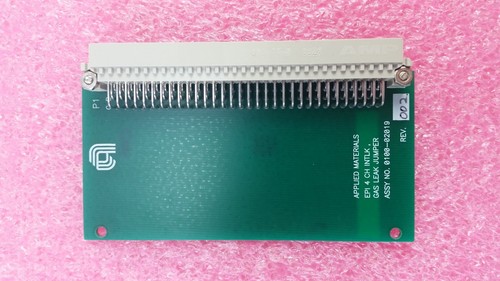 P1
APPLIED MATERIALS
EPI 4 CH INTLK.
GAS LEAK JUMPER
ASSY NO. 0100-02019
REV. 002